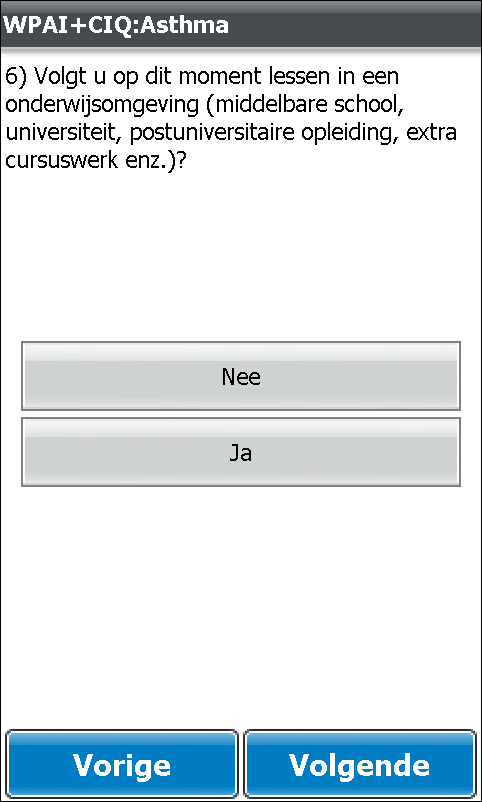 WPAI+CIQ:Asthma
6) Volgt u op dit moment lessen in een
onderwijsomgeving (middelbare school,
universiteit, postuniversitaire opleiding, extra
cursuswerk enz.)?
Nee
Ja
Vorige
Volgende